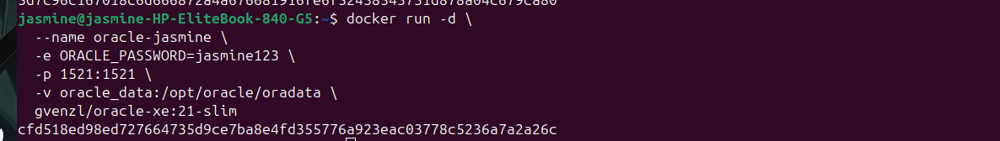 jasmine@jasmine-HP-EliteBook-840-G5:~$ docker run -d \
  --name oracle-jasmine \
  -e ORACLE_PASSWORD=jasmine123 \
  -p 1521:1521 \
  -v oracle_data:/opt/oracle/oradata \
  gvenzl/oracle-xe:21-slim
cfd518ed98ed727664735d9ce7ba8e4fd355776a923eac03778c5236a7a2a26c